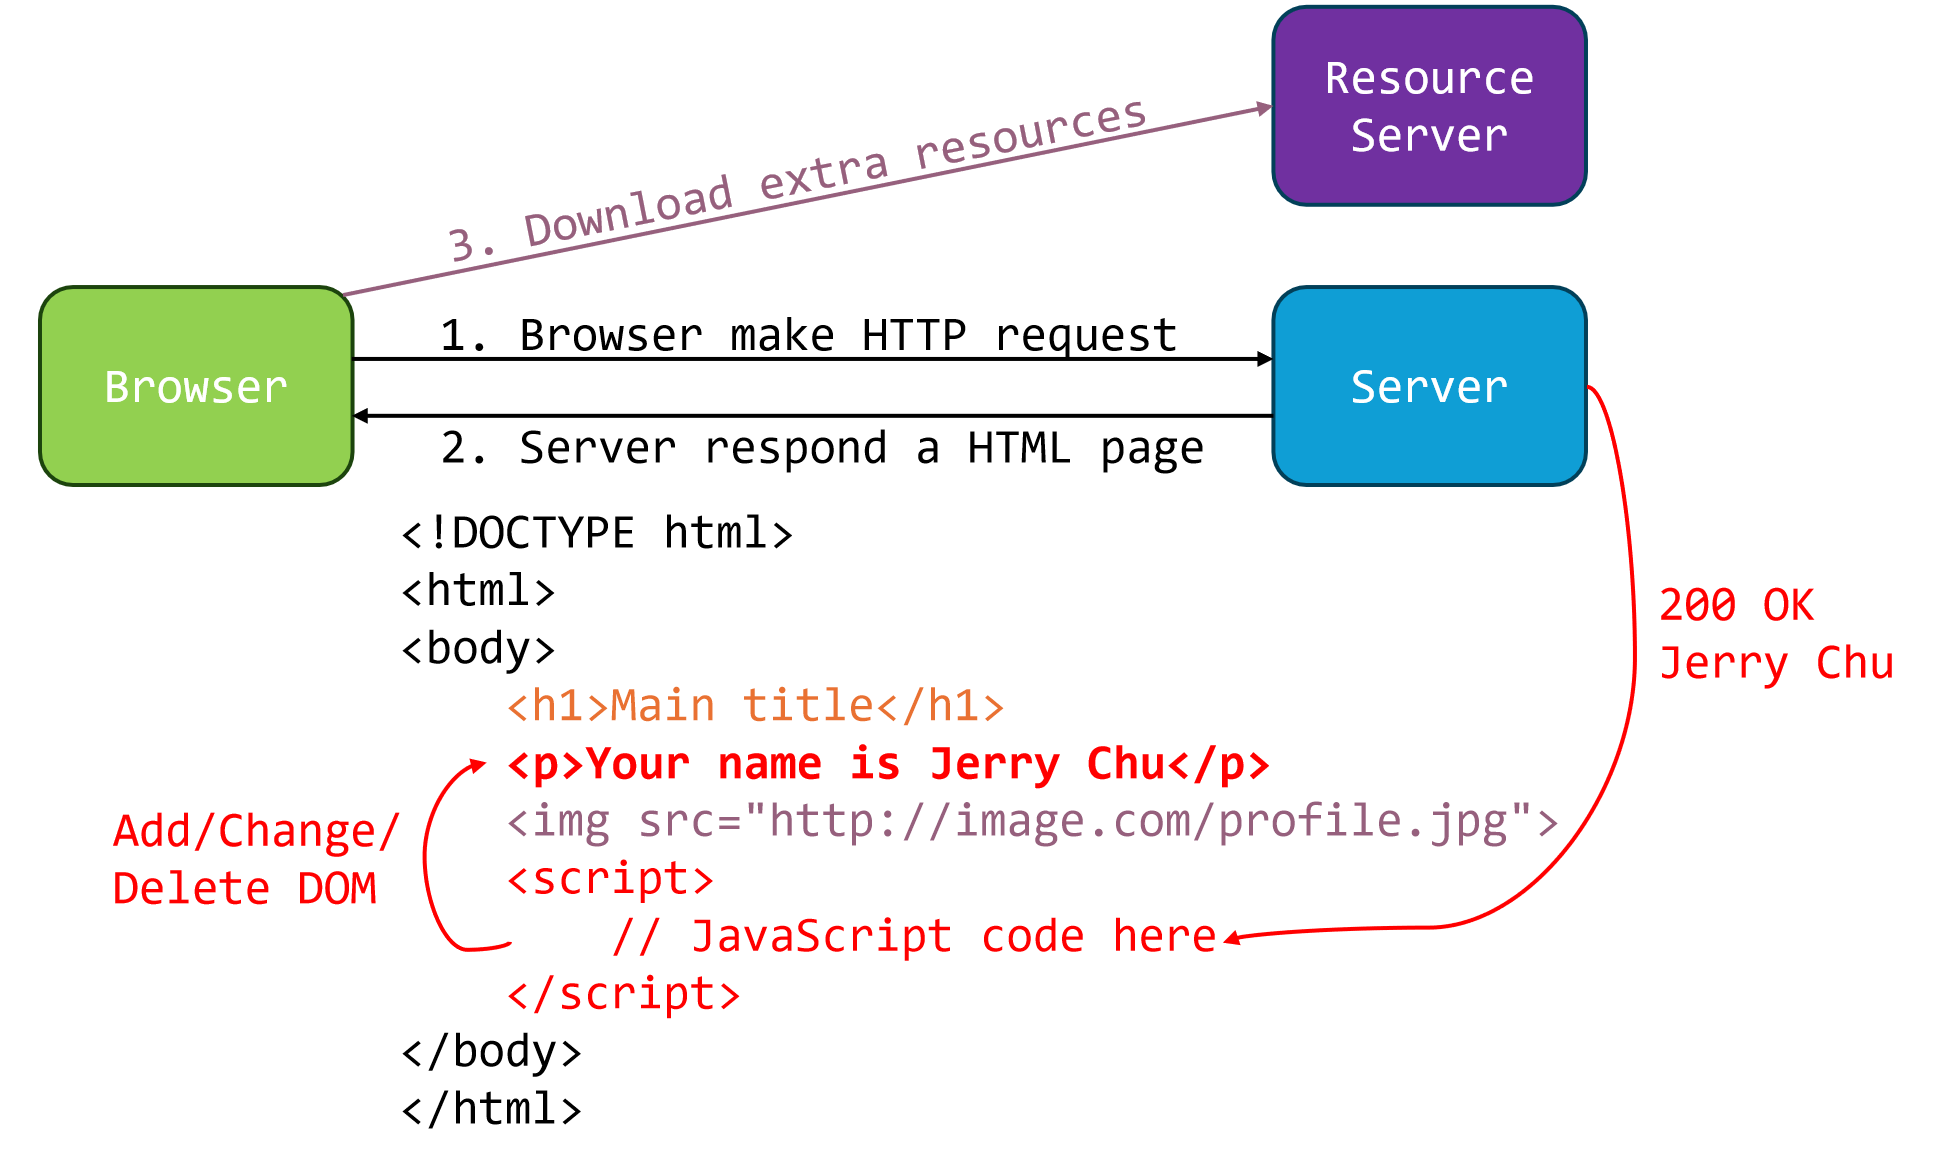 Resource
Server
3. Download extra resources
Browser
1. Browser make HTTP request
2. Server respond a HTML page
Server
<!DOCTYPE html>
<html>
<body>
<h1>Main title</h1>
<p>Your name is Jerry Chu</p>
<img src="http://image.com/profile.jpg">
<script>
// JavaScript code here
</script>
</body>
</html>
Add/Change/
Delete DOM
200 OK
Jerry Chu